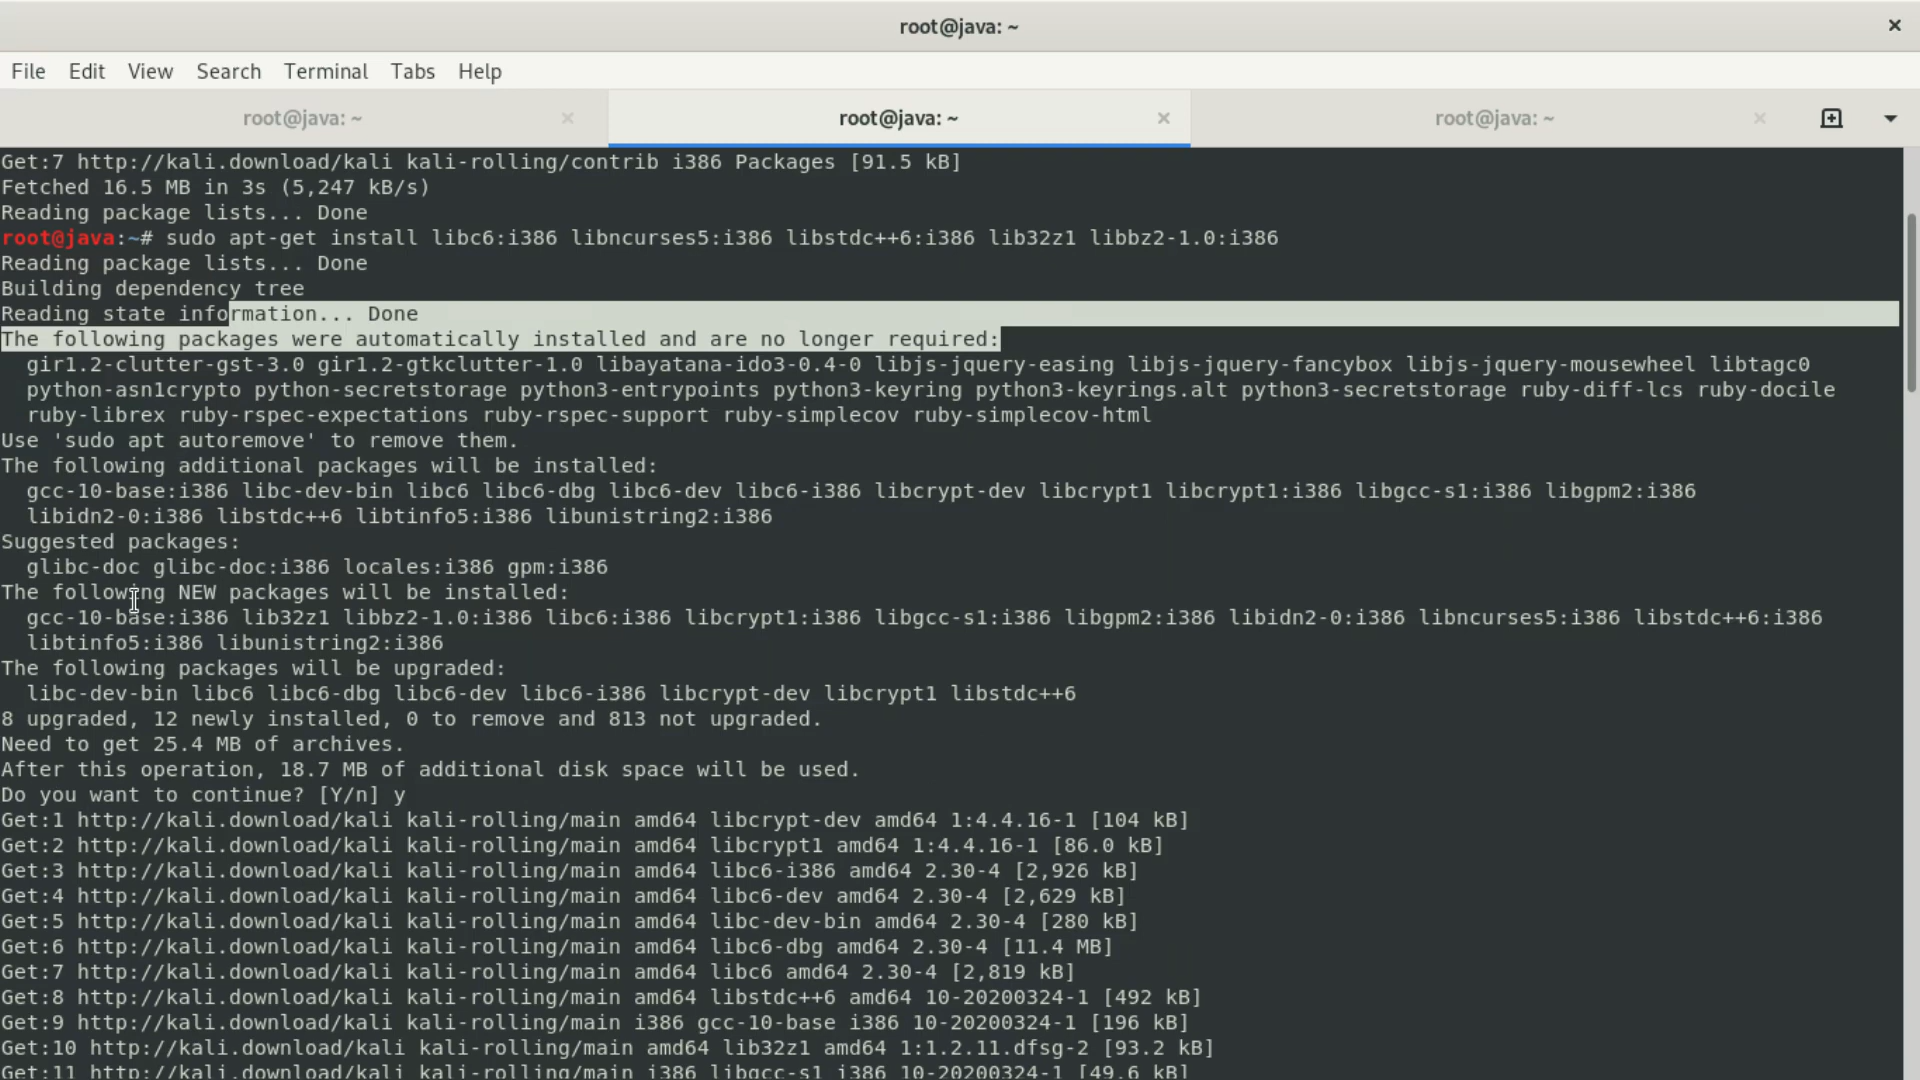 root@java: ~
File Edit View Search Terminal Tabs Help
root@java: ~ root@java: ~ root@java: ~
Get:7 http://kali.download/kali kali-rolling/contrib i386 Packages [91.5 kB]
Fetched 16.5 MB in 3s (5,247 kB/s)
Reading package lists... Done
root@java:~# sudo apt-get install libc6:i386 libncurses5:i386 libstdc++6:i386 lib32z1 libbz2-1.0:i386
Reading package lists... Done
Building dependency tree
Reading state information... Done
The following packages were automatically installed and are no longer required:
gir1.2-clutter-gst-3.0 gir1.2-gtkclutter-1.0 libayatana-ido3-0.4-0 libjs-jquery-easing libjs-jquery-fancybox libjs-jquery-mousewheel libtagc0
python-asn1crypto python-secretstorage python3-entrypoints python3-keyring python3-keyrings.alt python3-secretstorage ruby-diff-lcs ruby-docile
ruby-librex ruby-rspec-expectations ruby-rspec-support ruby-simplecov ruby-simplecov-html
Use 'sudo apt autoremove' to remove them.
The following additional packages will be installed:
gcc-10-base:i386 libc-dev-bin libc6 libc6-dbg libc6-dev libc6-i386 libcrypt-dev libcrypt1 libcrypt1:i386 libgcc-s1:i386 libgpm2:i386
libidn2-0:i386 libstdc++6 libtinfo5:i386 libunistring2:i386
Suggested packages:
glibc-doc glibc-doc:i386 locales:i386 gpm:i386
The following NEW packages will be installed:
gcc-10-base:i386 lib32z1 libbz2-1.0:i386 libc6:i386 libcrypt1:i386 libgcc-s1:i386 libgpm2:i386 libidn2-0:i386 libncurses5:i386 libstdc++6:i386
libtinfo5:i386 libunistring2:i386
The following packages will be upgraded:
libc-dev-bin libc6 libc6-dbg libc6-dev libc6-i386 libcrypt-dev libcrypt1 libstdc++6
8 upgraded, 12 newly installed, 0 to remove and 813 not upgraded.
Need to get 25.4 MB of archives.
After this operation, 18.7 MB of additional disk space will be used.
Do you want to continue? [Y/n] y
Get:1 http://kali.download/kali kali-rolling/main amd64 libcrypt-dev amd64 1:4.4.16-1 [104 kB]
Get:2 http://kali.download/kali kali-rolling/main amd64 libcrypt1 amd64 1:4.4.16-1 [86.0 kB]
Get:3 http://kali.download/kali kali-rolling/main amd64 libc6-i386 amd64 2.30-4 [2,926 kB]
Get:4 http://kali.download/kali kali-rolling/main amd64 libc6-dev amd64 2.30-4 [2,629 kB]
Get:5 http://kali.download/kali kali-rolling/main amd64 libc-dev-bin amd64 2.30-4 [280 kB]
Get:6 http://kali.download/kali kali-rolling/main amd64 libc6-dbg amd64 2.30-4 [11.4 MB]
Get:7 http://kali.download/kali kali-rolling/main amd64 libc6 amd64 2.30-4 [2,819 kB]
Get:8 http://kali.download/kali kali-rolling/main amd64 libstdc++6 amd64 10-20200324-1 [492 kB]
Get:9 http://kali.download/kali kali-rolling/main i386 gcc-10-base i386 10-20200324-1 [196 kB]
Get:10 http://kali.download/kali kali-rolling/main amd64 lib32z1 amd64 1:1.2.11.dfsg-2 [93.2 kB]
Get:11 http://kali.download/kali kali-rolling/main i386 libgcc-s1 i386 10-20200324-1 [49.6 kB]